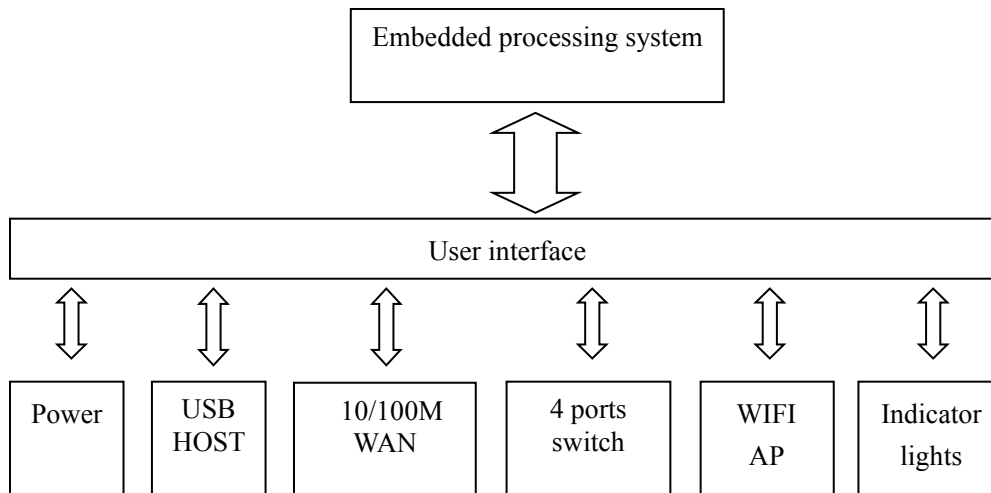 Embedded processing system
User interface
Power
USB
HOST
10/100M
WAN
4 ports
switch
WIFI
AP
Indicator
lights